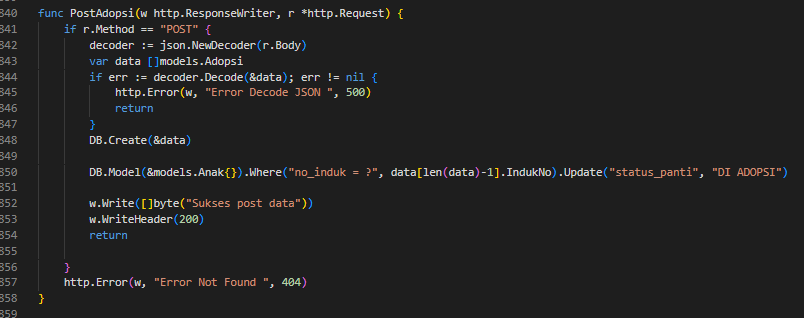 840 func PostAdopsi(w http.ResponseWriter, r *http.Request) {
841     if r.Method == "POST" {
842         decoder := json.NewDecoder(r.Body)
843         var data []models.Adopsi
844         if err := decoder.Decode(&data); err != nil {
845             http.Error(w, "Error Decode JSON ", 500)
846             return
847         }
848         DB.Create(&data)
849
850         DB.Model(&models.Anak{}).Where("no_induk = ?", data[len(data)-1].IndukNo).Update("status_panti", "DI ADOPSI")
851
852         w.Write([]byte("Sukses post data"))
853         w.WriteHeader(200)
854         return
855
856     }
857     http.Error(w, "Error Not Found ", 404)
858 }
859